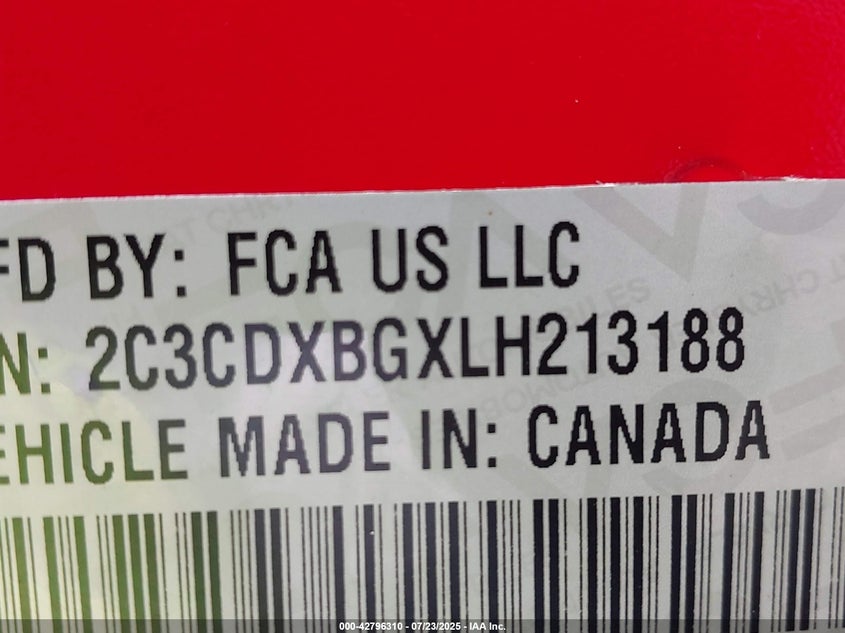 FD BY: FCA US LLC
N: 2C3CDXBGXLH213188
EHICLE MADE IN: CANADA
000-42796310 - 07/23/2025 - IAA Inc.